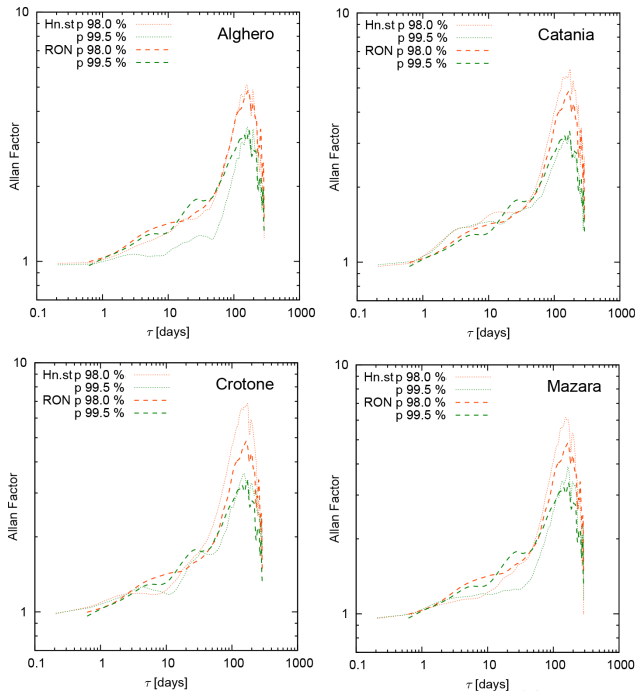 Hn.st p 98.0 %
p 99.5 %
RON p 98.0 %
p 99.5 %
Alghero
Allan Factor
10
1
0.1 1 10 100 1000
τ [days]
Hn.st p 98.0 %
p 99.5 %
RON p 98.0 %
p 99.5 %
Catania
Allan Factor
10
1
0.1 1 10 100 1000
τ [days]
Hn.st p 98.0 %
p 99.5 %
RON p 98.0 %
p 99.5 %
Crotone
Allan Factor
10
1
0.1 1 10 100 1000
τ [days]
Hn.st p 98.0 %
p 99.5 %
RON p 98.0 %
p 99.5 %
Mazara
Allan Factor
10
1
0.1 1 10 100 1000
τ [days]